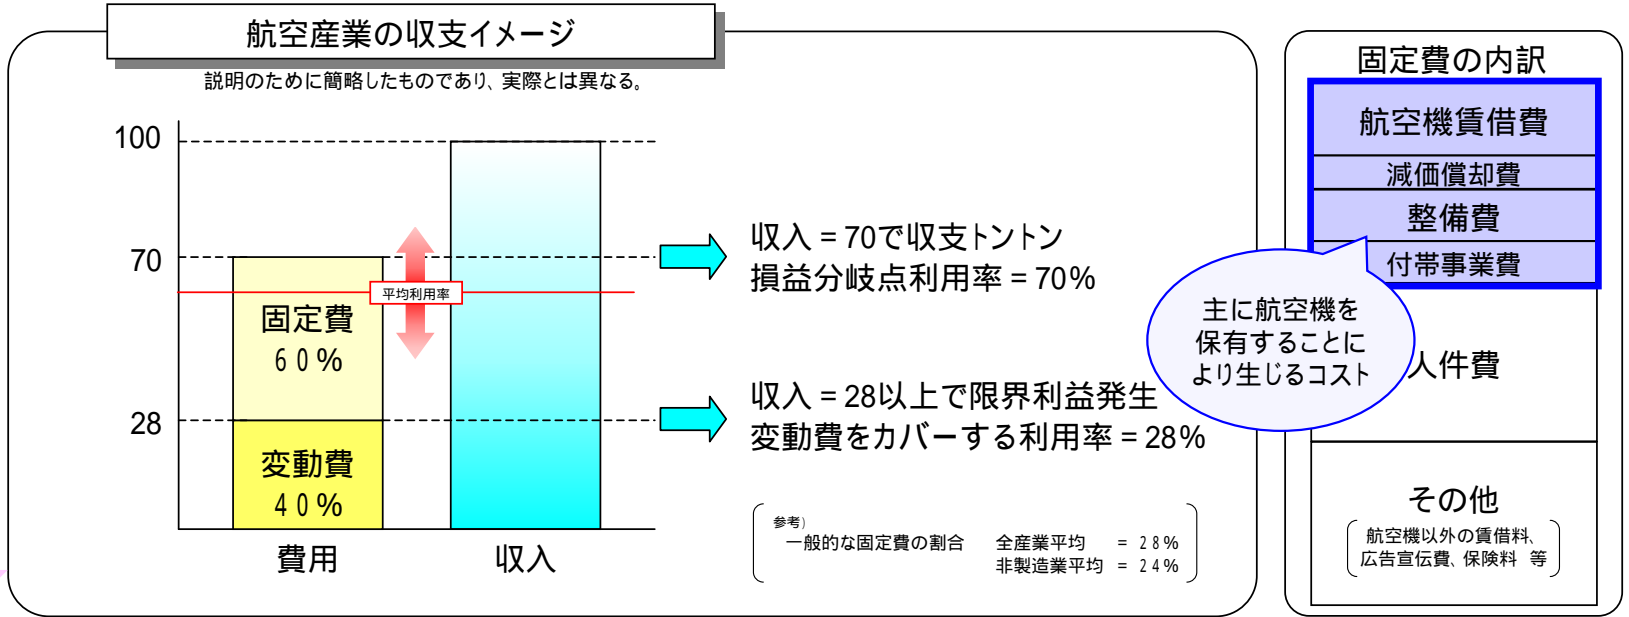 航空産業の収支イメージ
説明のために簡略したものであり、実際とは異なる。
100
70
28
平均利用率
固定費
60%
変動費
40%
費用
収入
収入=70で収支トントン
損益分岐点利用率=70%
収入=28以上で限界利益発生
変動費をカバーする利用率=28%
参考)
一般的な固定費の割合 全産業平均 = 28%
非製造業平均 = 24%
固定費の内訳
航空機賃借費
減価償却費
整備費
付帯事業費
主に航空機を
保有することに
より生じるコスト
人件費
その他
航空機以外の賃借料、
広告宣伝費、保険料 等